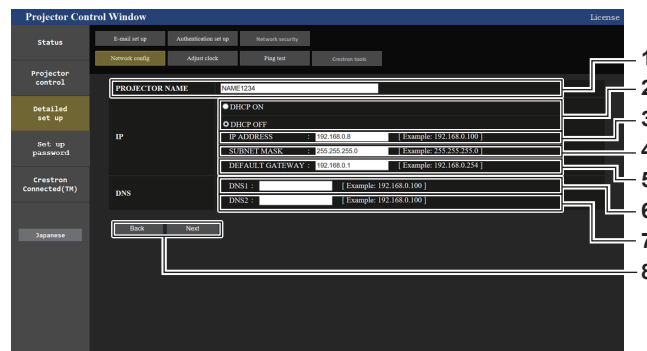 Projector Control Window License
Status
E-mail set up Authentication set up Network security
Network config Adjust clock Ping test Crestron tools
Projector
control
Detailed
set up
Set up
password
Crestron
Connected(TM)
Japanese
PROJECTOR NAME NAME1234
IP
DHCP ON
DHCP OFF
IP ADDRESS : 192.168.0.8 [ Example: 192.168.0.100 ]
SUBNET MASK : 255.255.255.0 [ Example: 255.255.255.0 ]
DEFAULT GATEWAY : 192.168.0.1 [ Example: 192.168.0.254 ]
DNS
DNS1 : [ Example: 192.168.0.100 ]
DNS2 : [ Example: 192.168.0.100 ]
Back Next
1
2
3
4
5
6
7
8